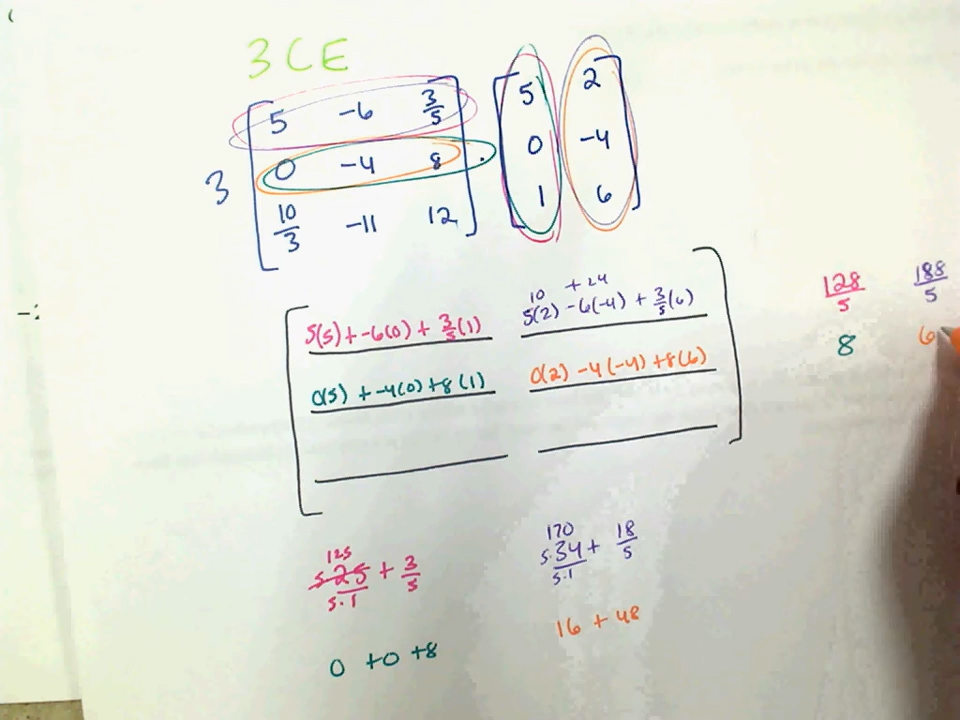 3CE
3 [5 -6 3/5] · [5 2]
[0 -4 8] [0 -4]
[10/3 -11 12] [1 6]
10 + 24
5(5) + -6(0) + 3/5(1) 5(2) -6(-4) + 3/5(6) 128/5 188/5
0(5) + -4(0) +8(1) 0(2) -4(-4) +8(6) 8 6
125 170 18
5·25/5·1 + 3/5 5·34/5·1 + 18/5
0 +0 +8 16 + 48